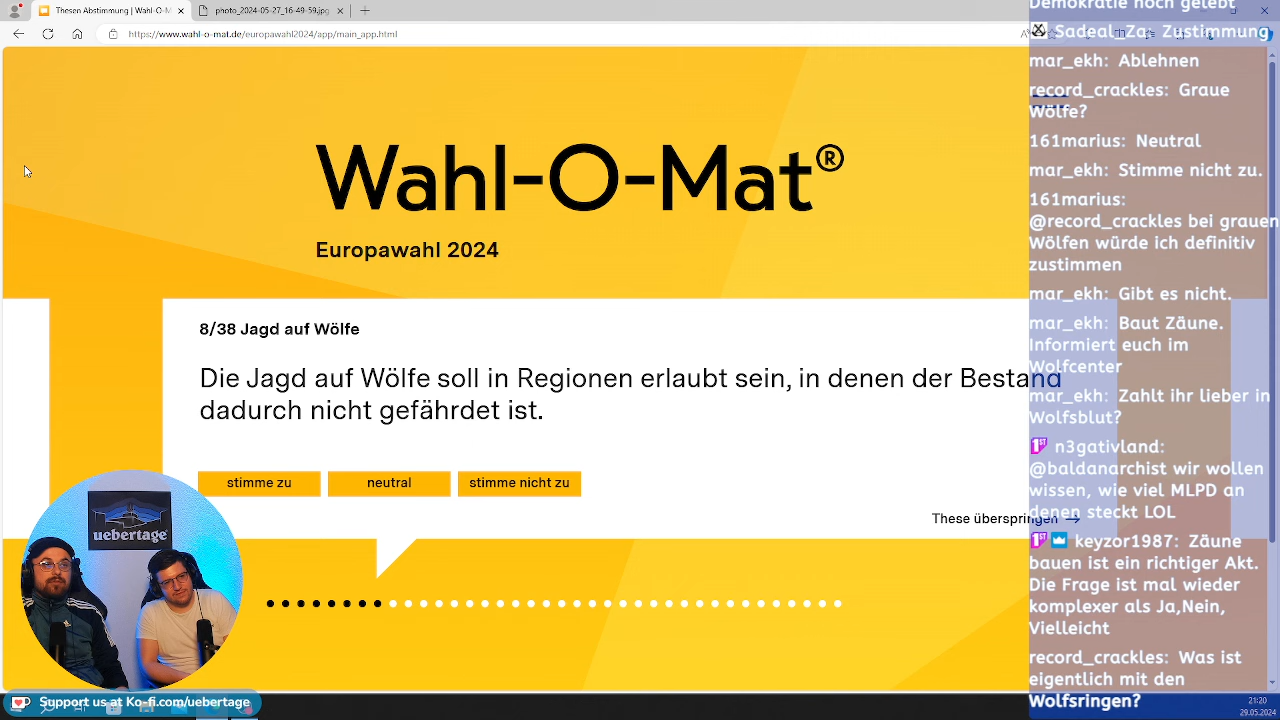 Thesen Abstimmung | Wahl-O-M
photo_2024-05-27_16-49-59.jpg
https://www.wahl-o-mat.de/europawahl2024/app/main_app.html
Wahl-O-Mat®
Europawahl 2024
8/38 Jagd auf Wölfe
Die Jagd auf Wölfe soll in Regionen erlaubt sein, in denen der Bestand
dadurch nicht gefährdet ist.
stimme zu
neutral
stimme nicht zu
These überspringen →
uebertage
Support us at Ko-fi.com/uebertage
Demokratie noch gelebt
Sadeal_Za: Zustimmung
mar_ekh: Ablehnen
record_crackles: Graue
Wölfe?
161marius: Neutral
mar_ekh: Stimme nicht zu.
161marius:
@record_crackles bei grauen
Wölfen würde ich definitiv
zustimmen
mar_ekh: Gibt es nicht.
mar_ekh: Baut Zäune.
Informiert euch im
Wolfcenter
mar_ekh: Zahlt ihr lieber in
Wolfsblut?
1ST n3gativland:
@baldanarchist wir wollen
wissen, wie viel MLPD an
denen steckt LOL
1ST keyzor1987: Zäune
bauen ist ein richtiger Akt.
Die Frage ist mal wieder
komplexer als Ja,Nein,
Vielleicht
record_crackles: Was ist
eigentlich mit den
Wolfsringen?
21:20
29.05.2024